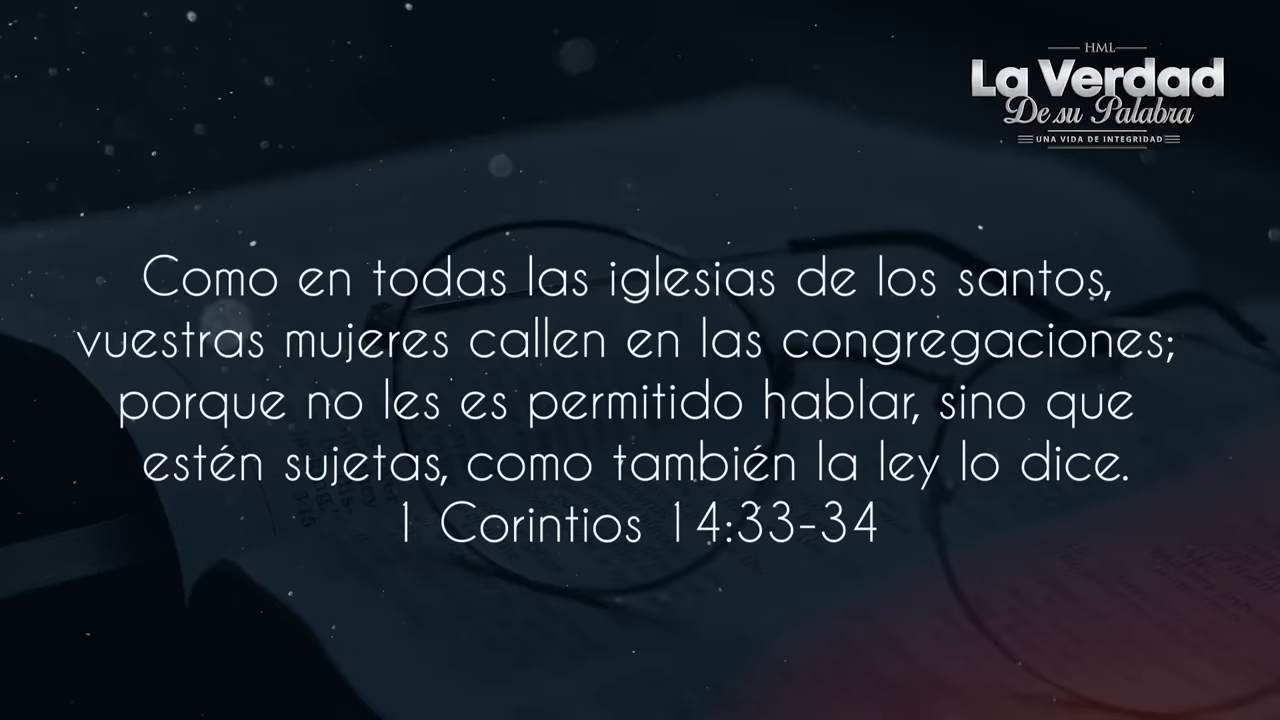 HML
La Verdad
De su Palabra
UNA VIDA DE INTEGRIDAD
Como en todas las iglesias de los santos,
vuestras mujeres callen en las congregaciones;
porque no les es permitido hablar, sino que
estén sujetas, como también la ley lo dice.
1 Corintios 14:33-34